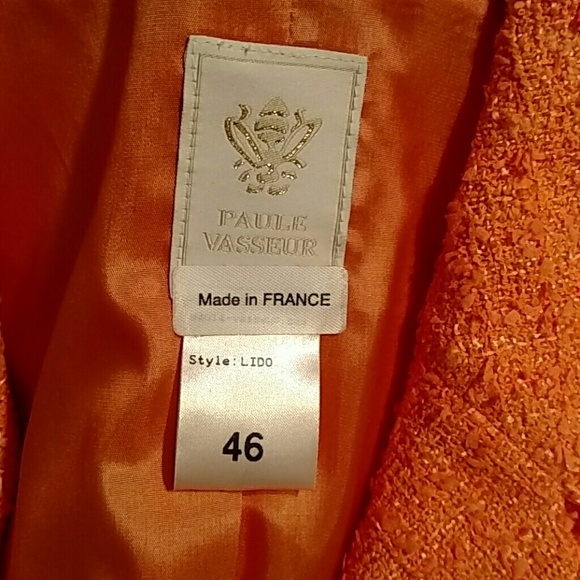 PAULE
VASSEUR
Made in FRANCE
Style: LIDO
46